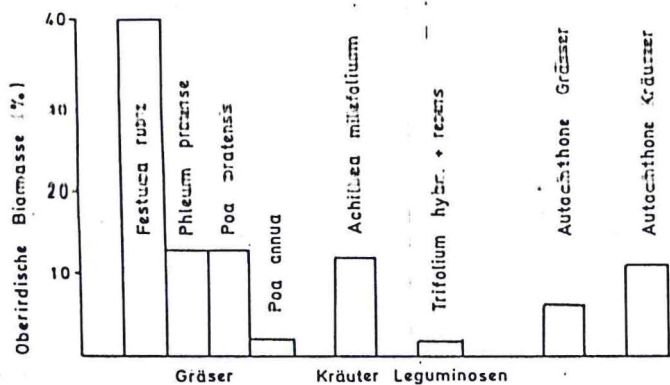 Oberirdische Biomasse (%)
40
30
20
10
Festuca rubra
Phleum pratense
Poa pratensis
Poa annua
Achillea millefolium
Trifolium hybr. + repens
Autochthone Gräser
Autochthone Kräuter
Gräser
Kräuter
Leguminosen